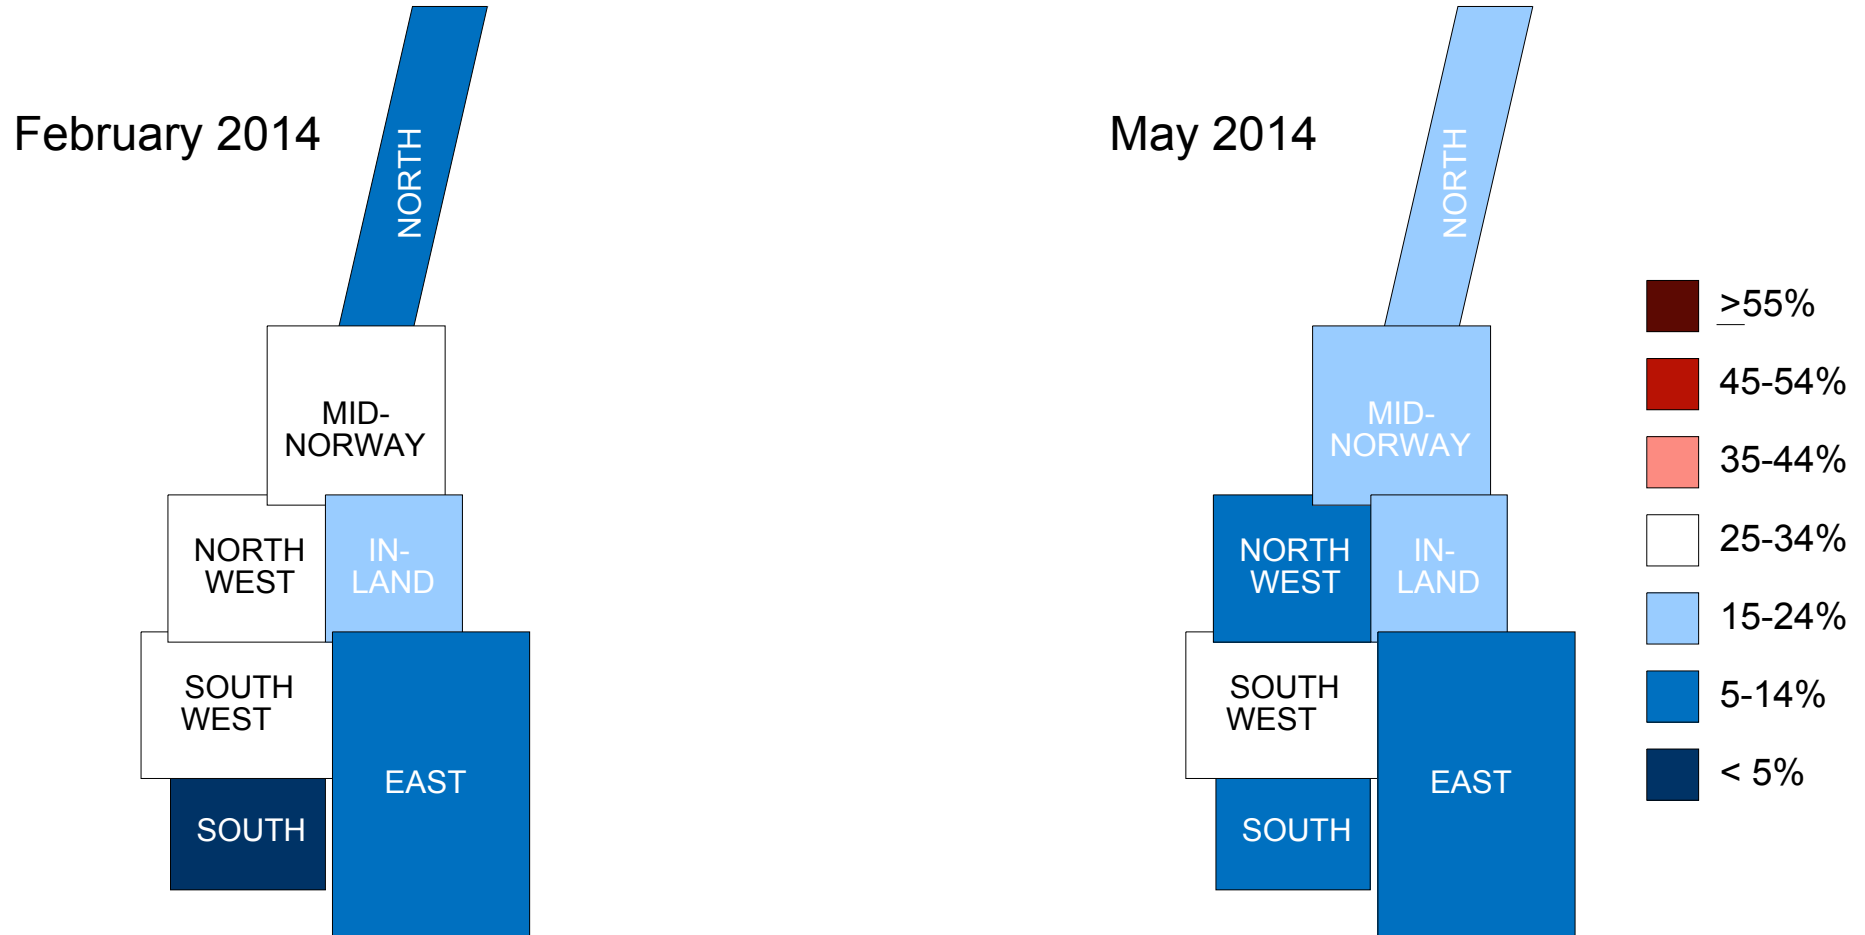 February 2014
NORTH
MID-
NORWAY
NORTH
WEST
IN-
LAND
SOUTH
WEST
EAST
SOUTH
May 2014
NORTH
MID-
NORWAY
NORTH
WEST
IN-
LAND
SOUTH
WEST
EAST
SOUTH
>55%
45-54%
35-44%
25-34%
15-24%
5-14%
< 5%